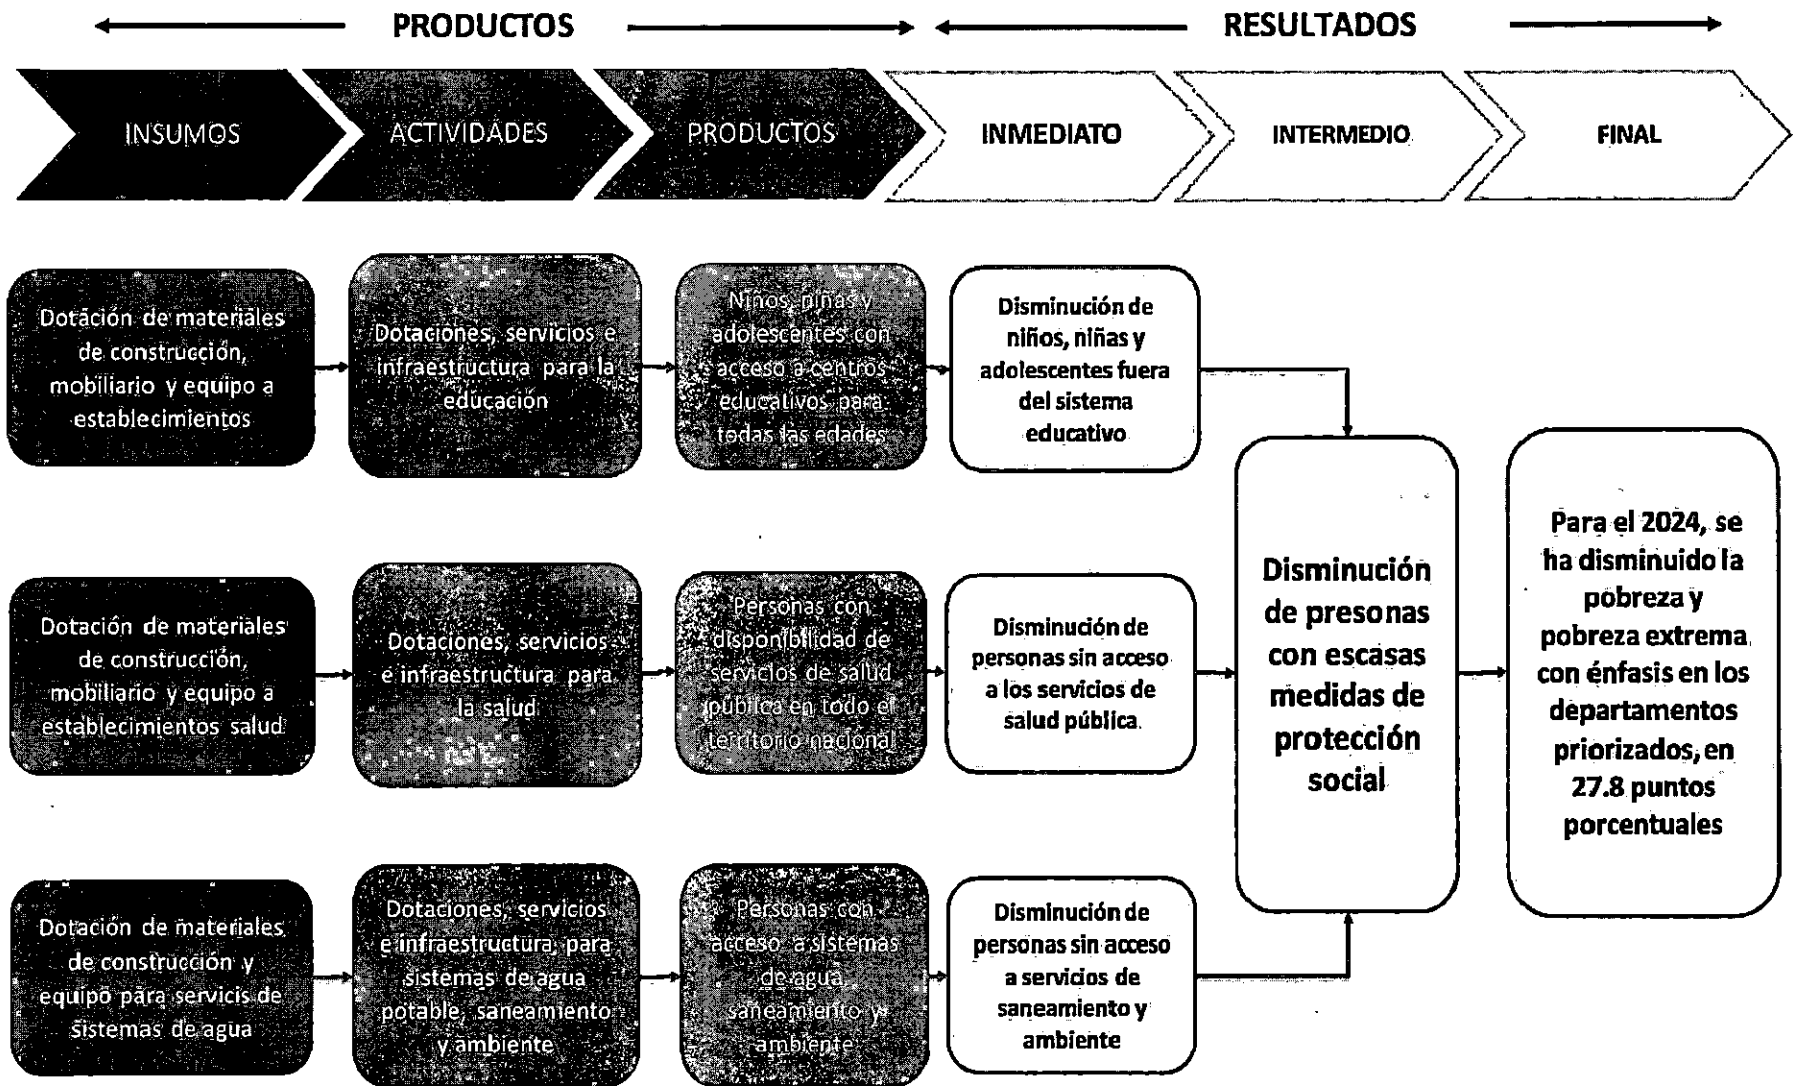 PRODUCTOS
RESULTADOS
INSUMOS
ACTIVIDADES
PRODUCTOS
INMEDIATO
INTERMEDIO
FINAL
Dotación de materiales
de construcción,
mobiliario y equipo a
establecimientos
Dotaciones, servicios e
infraestructura para la
educación
Niños, niñas y
adolescentes con
acceso a centros
educativos para
todas las edades
Disminución de
niños, niñas y
adolescentes fuera
del sistema
educativo
Dotación de materiales
de construcción,
mobiliario y equipo a
establecimientos salud
Dotaciones, servicios
e infraestructura para
la salud
Personas con
disponibilidad de
servicios de salud
pública en todo el
territorio nacional
Disminución de
personas sin acceso
a los servicios de
salud pública.
Dotación de materiales
de construcción y
equipo para servicis de
sistemas de agua
Dotaciones, servicios
e infraestructura para
sistemas de agua
potable, saneamiento
y ambiente
Personas con
acceso a sistemas
de agua,
saneamiento y
ambiente
Disminución de
personas sin acceso
a servicios de
saneamiento y
ambiente
Disminución
de presonas
con escasas
medidas de
protección
social
Para el 2024, se
ha disminuido la
pobreza y
pobreza extrema
con énfasis en los
departamentos
priorizados, en
27.8 puntos
porcentuales